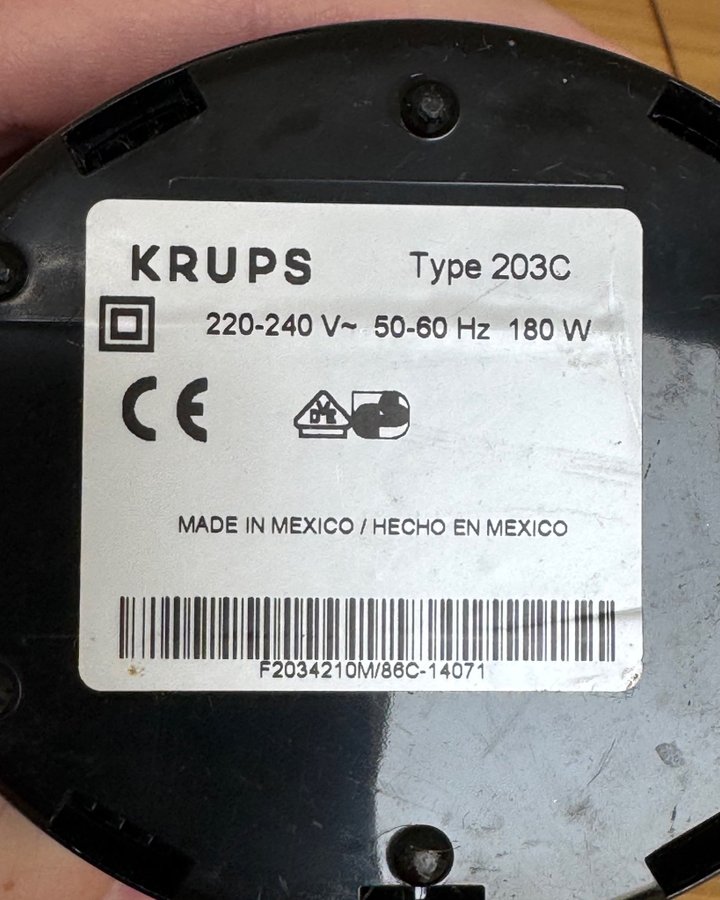 KRUPS Type 203C
220-240 V~ 50-60 Hz 180 W
CE
DVE
MADE IN MEXICO / HECHO EN MEXICO
F2034210M/86C-14071